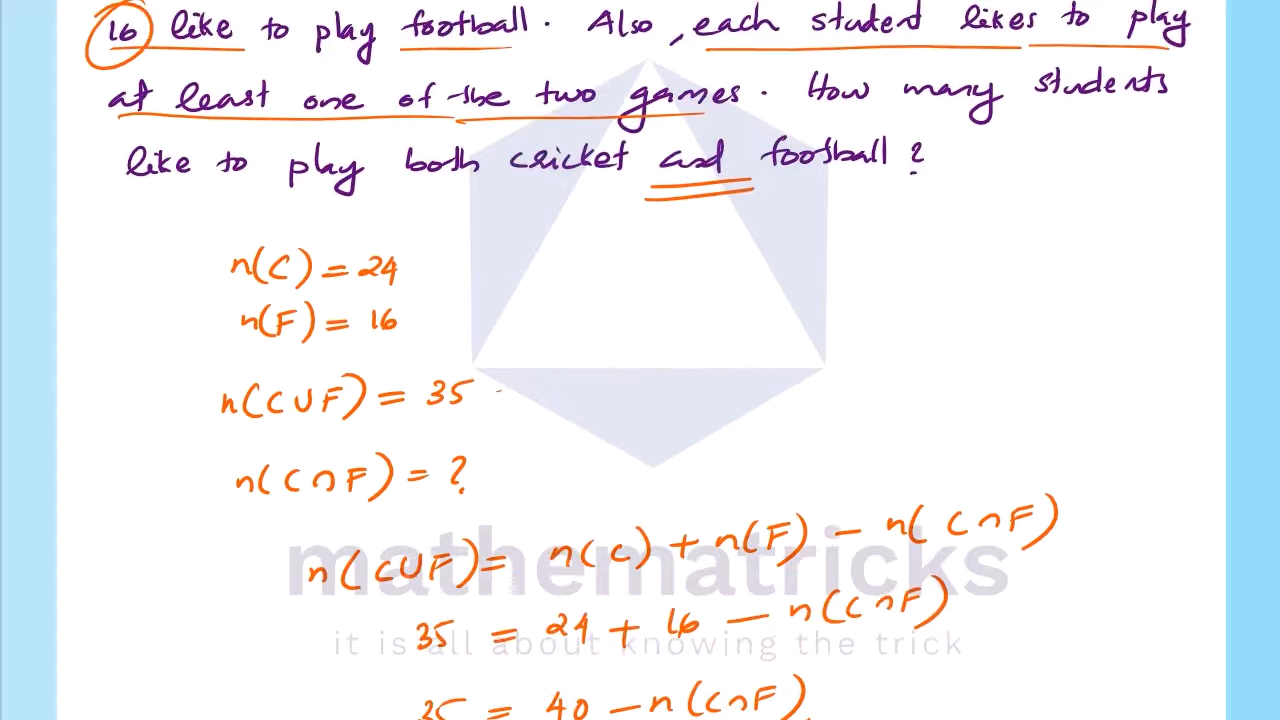 16 like to play football. Also, each student likes to play
at least one of the two games. How many students
like to play both cricket and football?
n(C) = 24
n(F) = 16
n(C∪F) = 35
n(C∩F) = ?
mathematricks
n(C∪F) = n(C) + n(F) - n(C∩F)
35 = 24 + 16 - n(C∩F)
it is all about knowing the trick
35 = 40 - n(C∩F)